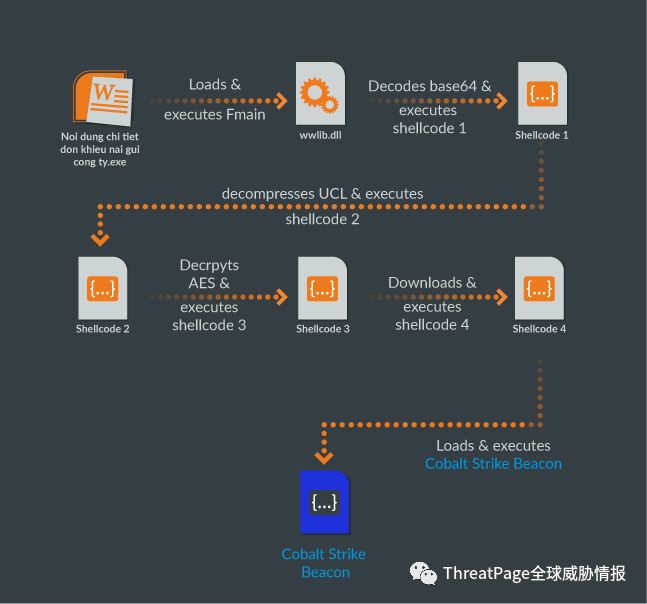 W
Noi dung chi tiet
don khieu nai gui
cong ty.exe
Loads &
executes Fmain
wwlib.dll
Decodes base64 &
executes
shellcode 1
{...}
Shellcode 1
decompresses UCL & executes
shellcode 2
{...}
Shellcode 2
Decrpyts
AES &
executes
shellcode 3
{...}
Shellcode 3
Downloads &
executes
shellcode 4
{...}
Shellcode 4
Loads & executes
Cobalt Strike Beacon
{...}
Cobalt Strike
Beacon
ThreatPage全球威胁情报